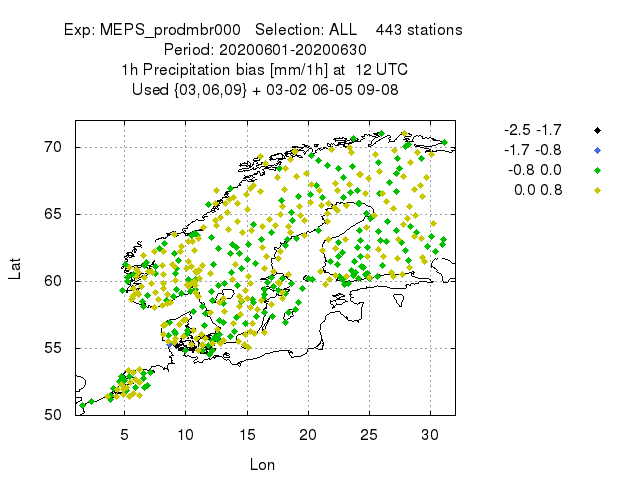 Exp: MEPS_prodmbr000 Selection: ALL 443 stations
Period: 20200601-20200630
1h Precipitation bias [mm/1h] at 12 UTC
Used {03,06,09} + 03-02 06-05 09-08
-2.5 -1.7
-1.7 -0.8
-0.8 0.0
0.0 0.8
70
65
60
55
50
Lat
5 10 15 20 25 30
Lon